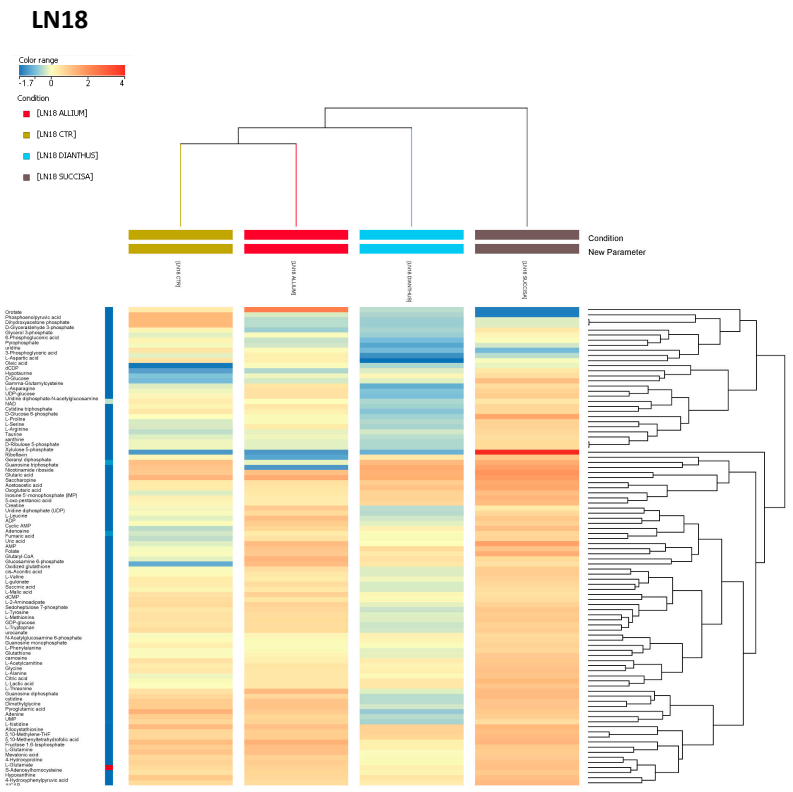 LN18
Color range
-1.7 0 2 4
Condition
[LN18 ALLIUM]
[LN18 CTR]
[LN18 DIANTHUS]
[LN18 SUCCISA]
Condition
New Parameter
[LN18 CTR]
[LN18 ALLIUM]
[LN18 DIANTHUS]
[LN18 SUCCISA]
Orotate
Phosphoenolpyruvic acid
Dihydroxyacetone phosphate
D-Glyceraldehyde 3-phosphate
Glycerol 3-phosphate
6-Phosphogluconic acid
Pyrophosphate
uridine
3-Phosphoglyceric acid
L-Aspartic acid
Oleic acid
dCDP
Hypotaurine
D-Glucose
Gamma-Glutamylcysteine
L-Asparagine
UDP-glucose
Uridine diphosphate-N-acetylglucosamine
NAD
Cytidine triphosphate
D-Glucose 6-phosphate
L-Proline
L-Serine
L-Arginine
Taurine
xanthine
D-Ribulose 5-phosphate
Xylulose 5-phosphate
Riboflavin
Geranyl diphosphate
Guanosine triphosphate
Nicotinamide riboside
Glutaric acid
Saccharopine
Acetoacetic acid
Oxoglutaric acid
Inosine 5'-monophosphate (IMP)
5-oxo-pentanoic acid
Creatine
Uridine diphosphate (UDP)
L-Leucine
ADP
Cyclic AMP
Adenosine
Fumaric acid
Uric acid
AMP
Folate
Glutaryl-CoA
Glucosamine 6-phosphate
Oxidized glutathione
cis-Aconitic acid
L-Valine
L-gulonate
Succinic acid
L-Malic acid
dCMP
L-2-Aminoadipate
Sedoheptulose 7-phosphate
L-Tyrosine
L-Methionine
GDP-glucose
L-Tryptophan
urocanate
N-Acetylglucosamine 6-phosphate
Guanosine monophosphate
L-Phenylalanine
Glutathione
carnosine
L-Acetylcarnitine
Glycine
L-Alanine
Citric acid
L-Lactic acid
L-Threonine
Guanosine diphosphate
cytidine
Dimethylglycine
Pyroglutamic acid
Adenine
UMP
L-histidine
Allocystathionine
5,10-Methylene-THF
5,10-Methenyltetrahydrofolic acid
Fructose 1,6-bisphosphate
L-Glutamine
Mevalonic acid
4-Hydroxyproline
L-Glutamate
S-Adenosylhomocysteine
Hypoxanthine
4-Hydroxyphenylpyruvic acid